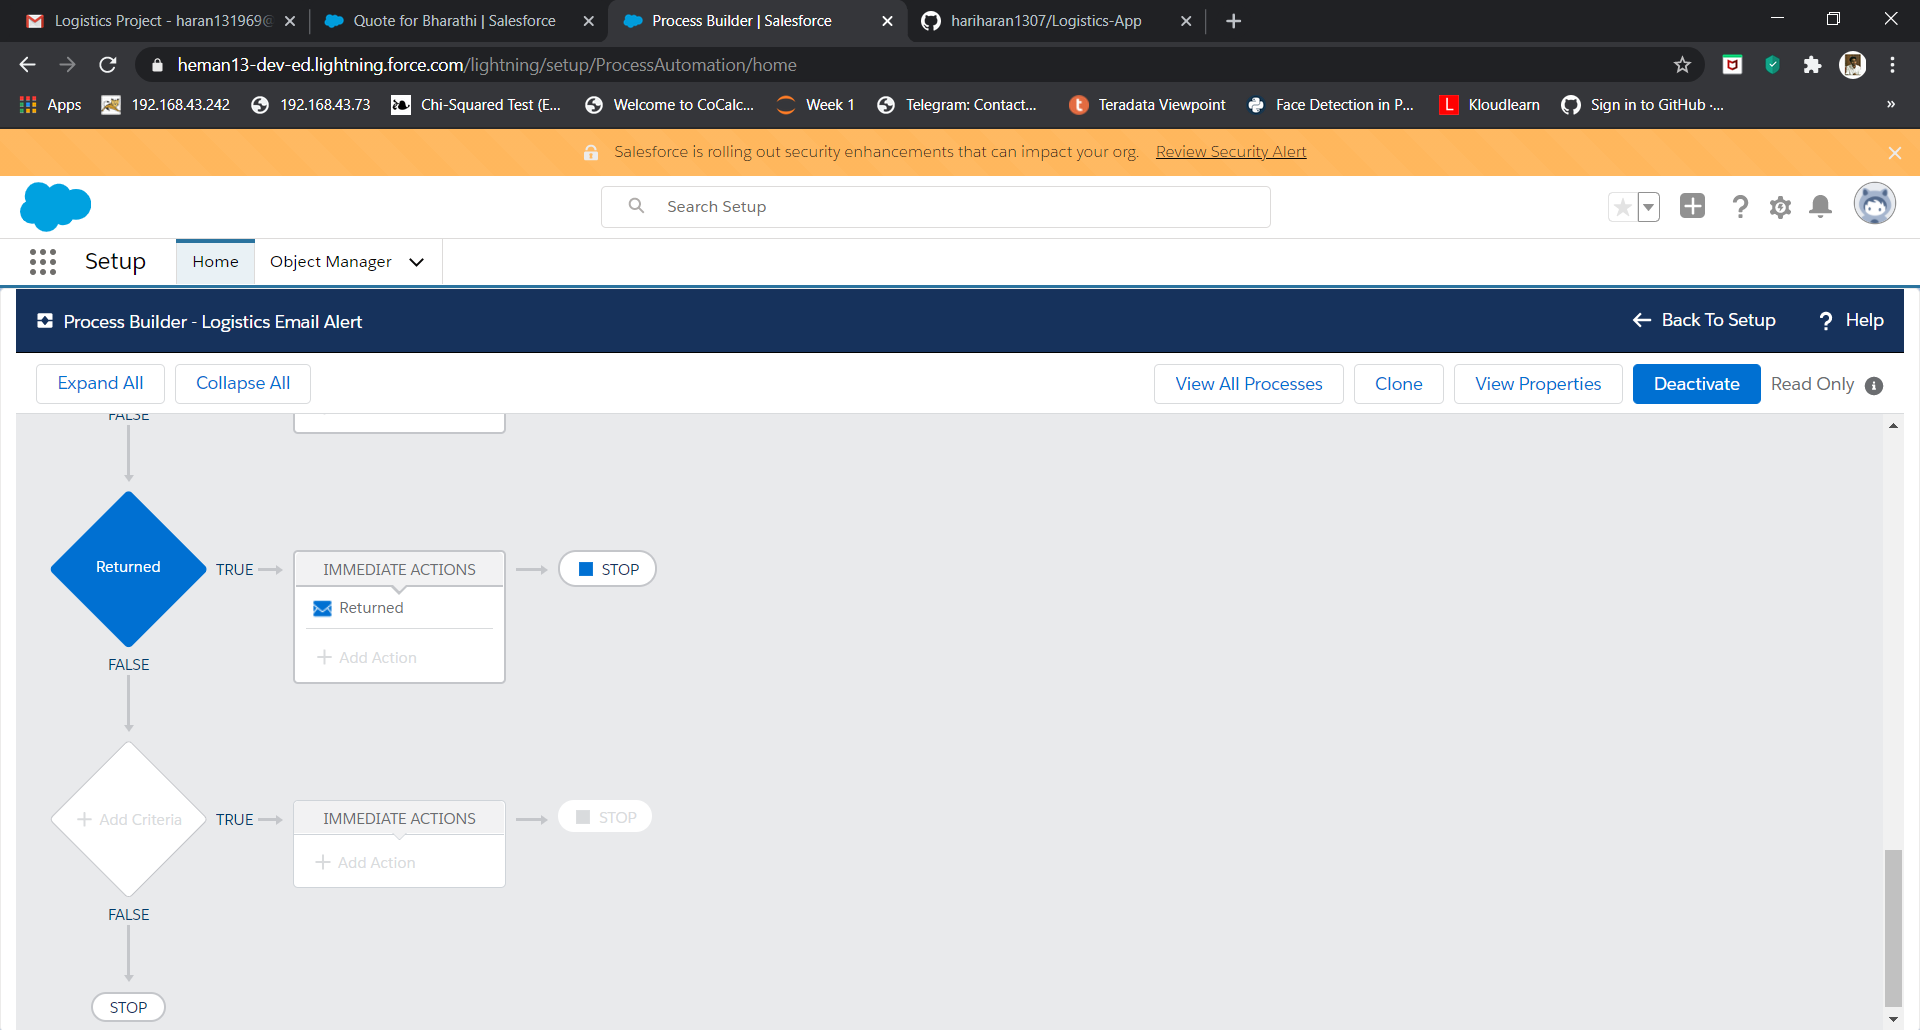 Logistics Project - haran131969@
Quote for Bharathi | Salesforce
Process Builder | Salesforce
hariharan1307/Logistics-App
heman13-dev-ed.lightning.force.com/lightning/setup/ProcessAutomation/home
Apps
192.168.43.242
192.168.43.73
Chi-Squared Test (E...
Welcome to CoCalc...
Week 1
Telegram: Contact...
Teradata Viewpoint
Face Detection in P...
Kloudlearn
Sign in to GitHub ·...
»
Salesforce is rolling out security enhancements that can impact your org. Review Security Alert
Search Setup
Setup
Home
Object Manager
Process Builder - Logistics Email Alert
Back To Setup
? Help
Expand All
Collapse All
View All Processes
Clone
View Properties
Deactivate
Read Only
FALSE
Returned
TRUE
IMMEDIATE ACTIONS
STOP
Returned
+ Add Action
FALSE
+ Add Criteria
TRUE
IMMEDIATE ACTIONS
STOP
+ Add Action
FALSE
STOP